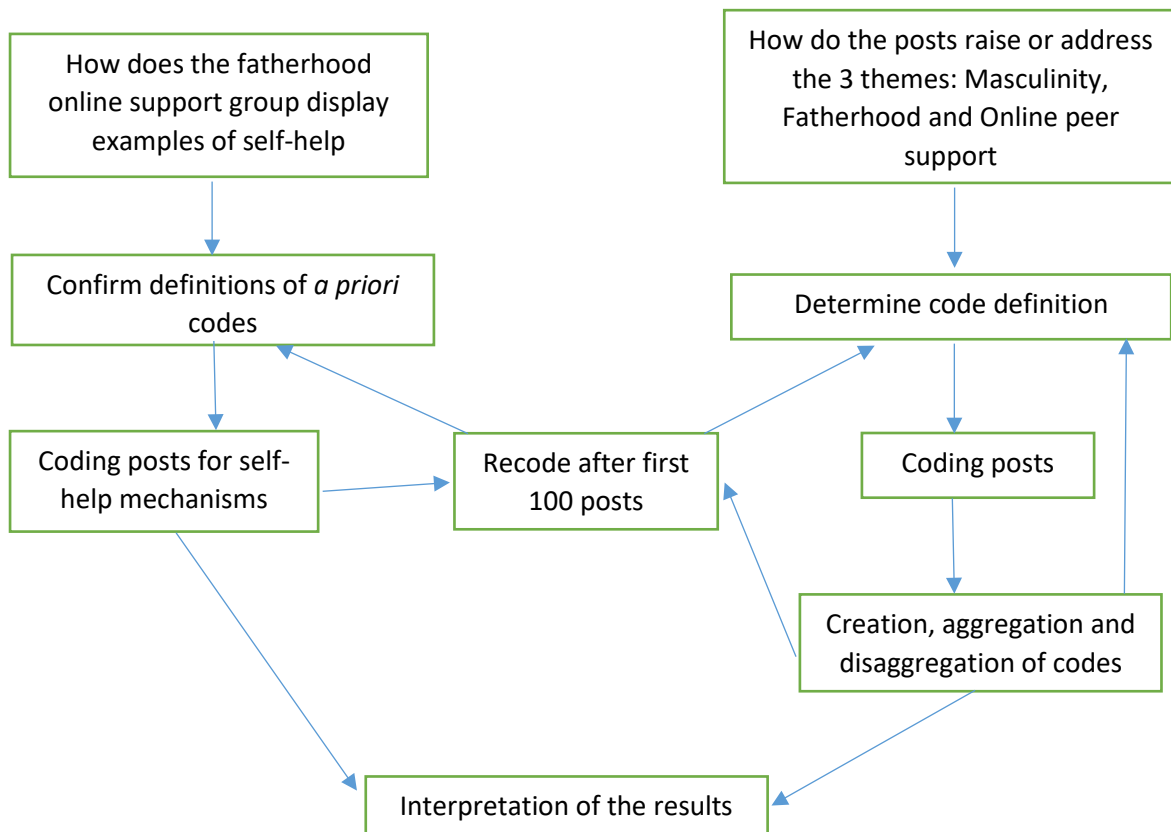 How does the fatherhood
online support group display
examples of self-help
How do the posts raise or address
the 3 themes: Masculinity,
Fatherhood and Online peer
support
Confirm definitions of a priori
codes
Determine code definition
Coding posts for self-
help mechanisms
Recode after first
100 posts
Coding posts
Creation, aggregation and
disaggregation of codes
Interpretation of the results